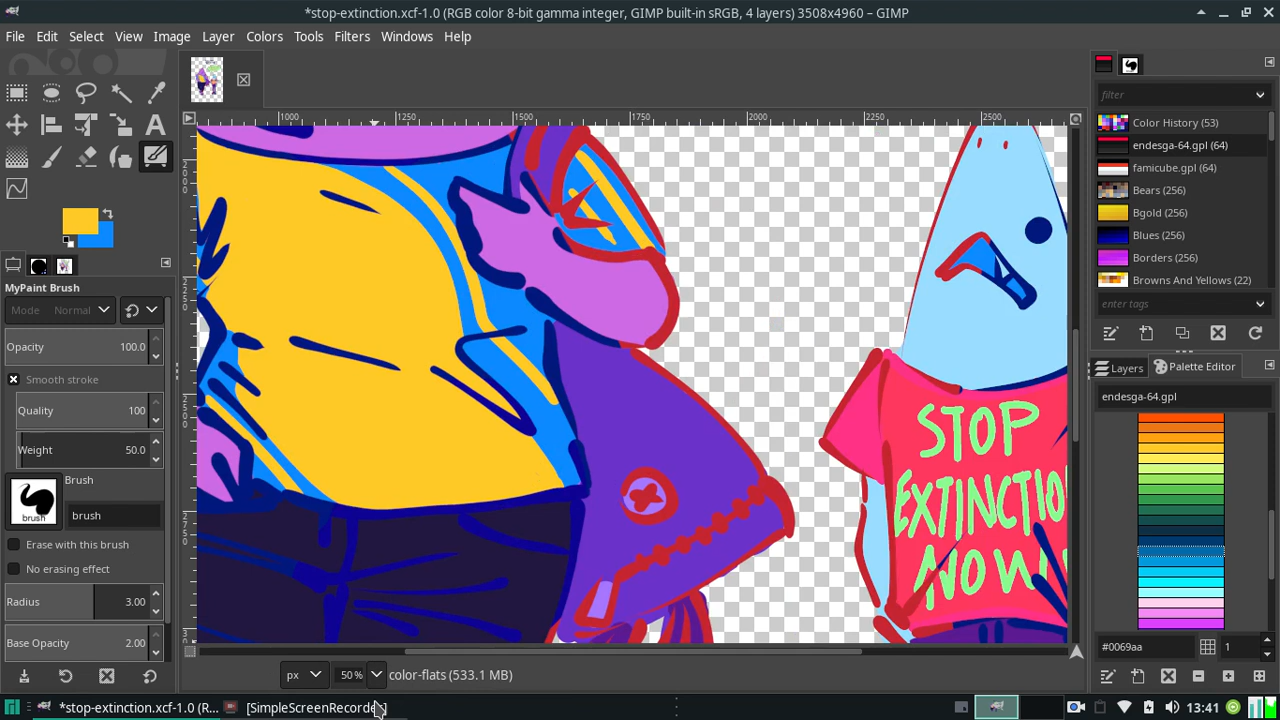 *stop-extinction.xcf-1.0 (RGB color 8-bit gamma integer, GIMP built-in sRGB, 4 layers) 3508x4960 – GIMP
File Edit Select View Image Layer Colors Tools Filters Windows Help
filter
1000 1250 1500 1750 2000 2250 2500
Color History (53)
endesga-64.gpl (64)
famicube.gpl (64)
Bears (256)
Bgold (256)
Blues (256)
Borders (256)
Browns And Yellows (22)
enter tags
MyPaint Brush
Mode Normal
Opacity 100.0
Smooth stroke
Quality 100
Weight 50.0
Brush
brush
brush
Erase with this brush
No erasing effect
Radius 3.00
Base Opacity 2.00
STOP
EXTINCTIO
NOW
Layers Palette Editor
endesga-64.gpl
#0069aa 1
px 50% color-flats (533.1 MB)
*stop-extinction.xcf-1.0 (R... [SimpleScreenRecorder] 13:41